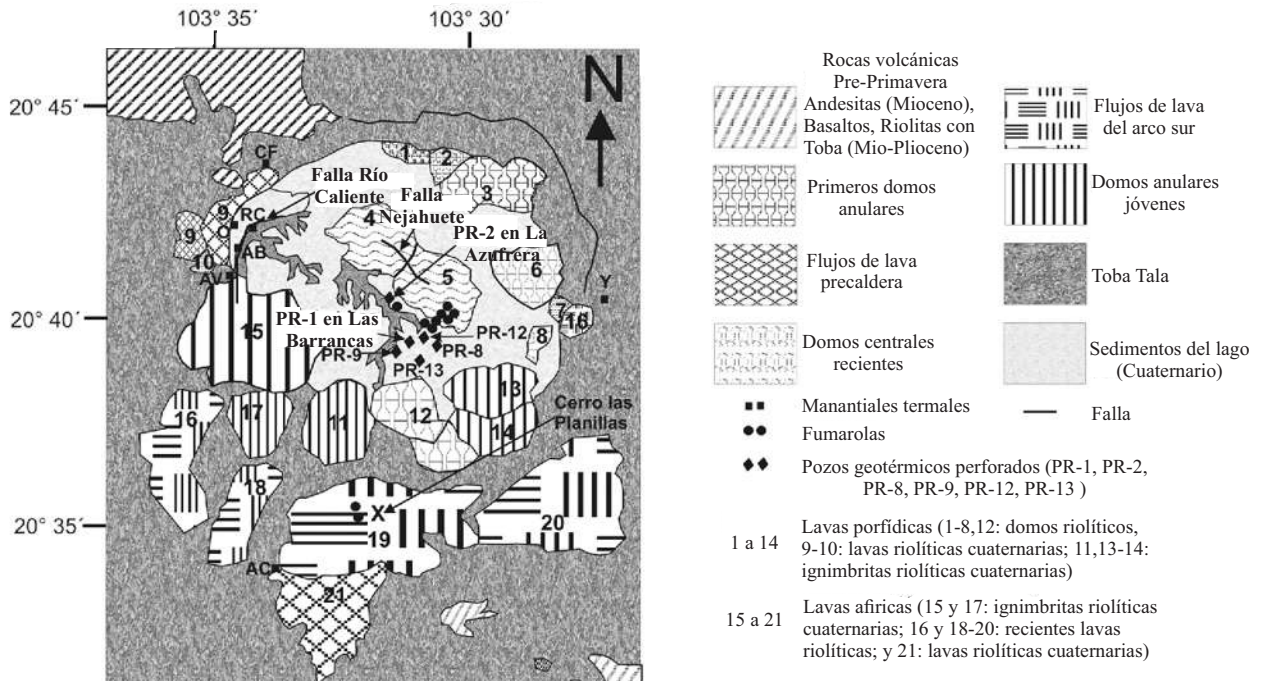 103° 35'
103° 30'
20° 45'
20° 40'
20° 35'
N
CF
Falla Río
Caliente
Falla
Nejahuete
PR-2 en La
Azufrera
1
2
3
4
5
6
7
8
9
9
10
RC
O
AB
AV
Y
16
15
PR-1 en Las
Barrancas
PR-12
PR-9
PR-8
PR-13
13
Cerro las
Planillas
12
11
14
16
17
18
X
19
20
AC
21
Rocas volcánicas
Pre-Primavera
Andesitas (Mioceno),
Basaltos, Riolitas con
Toba (Mio-Plioceno)
Flujos de lava
del arco sur
Primeros domos
anulares
Domos anulares
jóvenes
Flujos de lava
precaldera
Toba Tala
Domos centrales
recientes
Sedimentos del lago
(Cuaternario)
Manantiales termales
Falla
Fumarolas
Pozos geotérmicos perforados (PR-1, PR-2,
PR-8, PR-9, PR-12, PR-13 )
1 a 14
Lavas porfídicas (1-8,12: domos riolíticos,
9-10: lavas riolíticas cuaternarias; 11,13-14:
ignimbritas riolíticas cuaternarias)
15 a 21
Lavas afiricas (15 y 17: ignimbritas riolíticas
cuaternarias; 16 y 18-20: recientes lavas
riolíticas; y 21: lavas riolíticas cuaternarias)